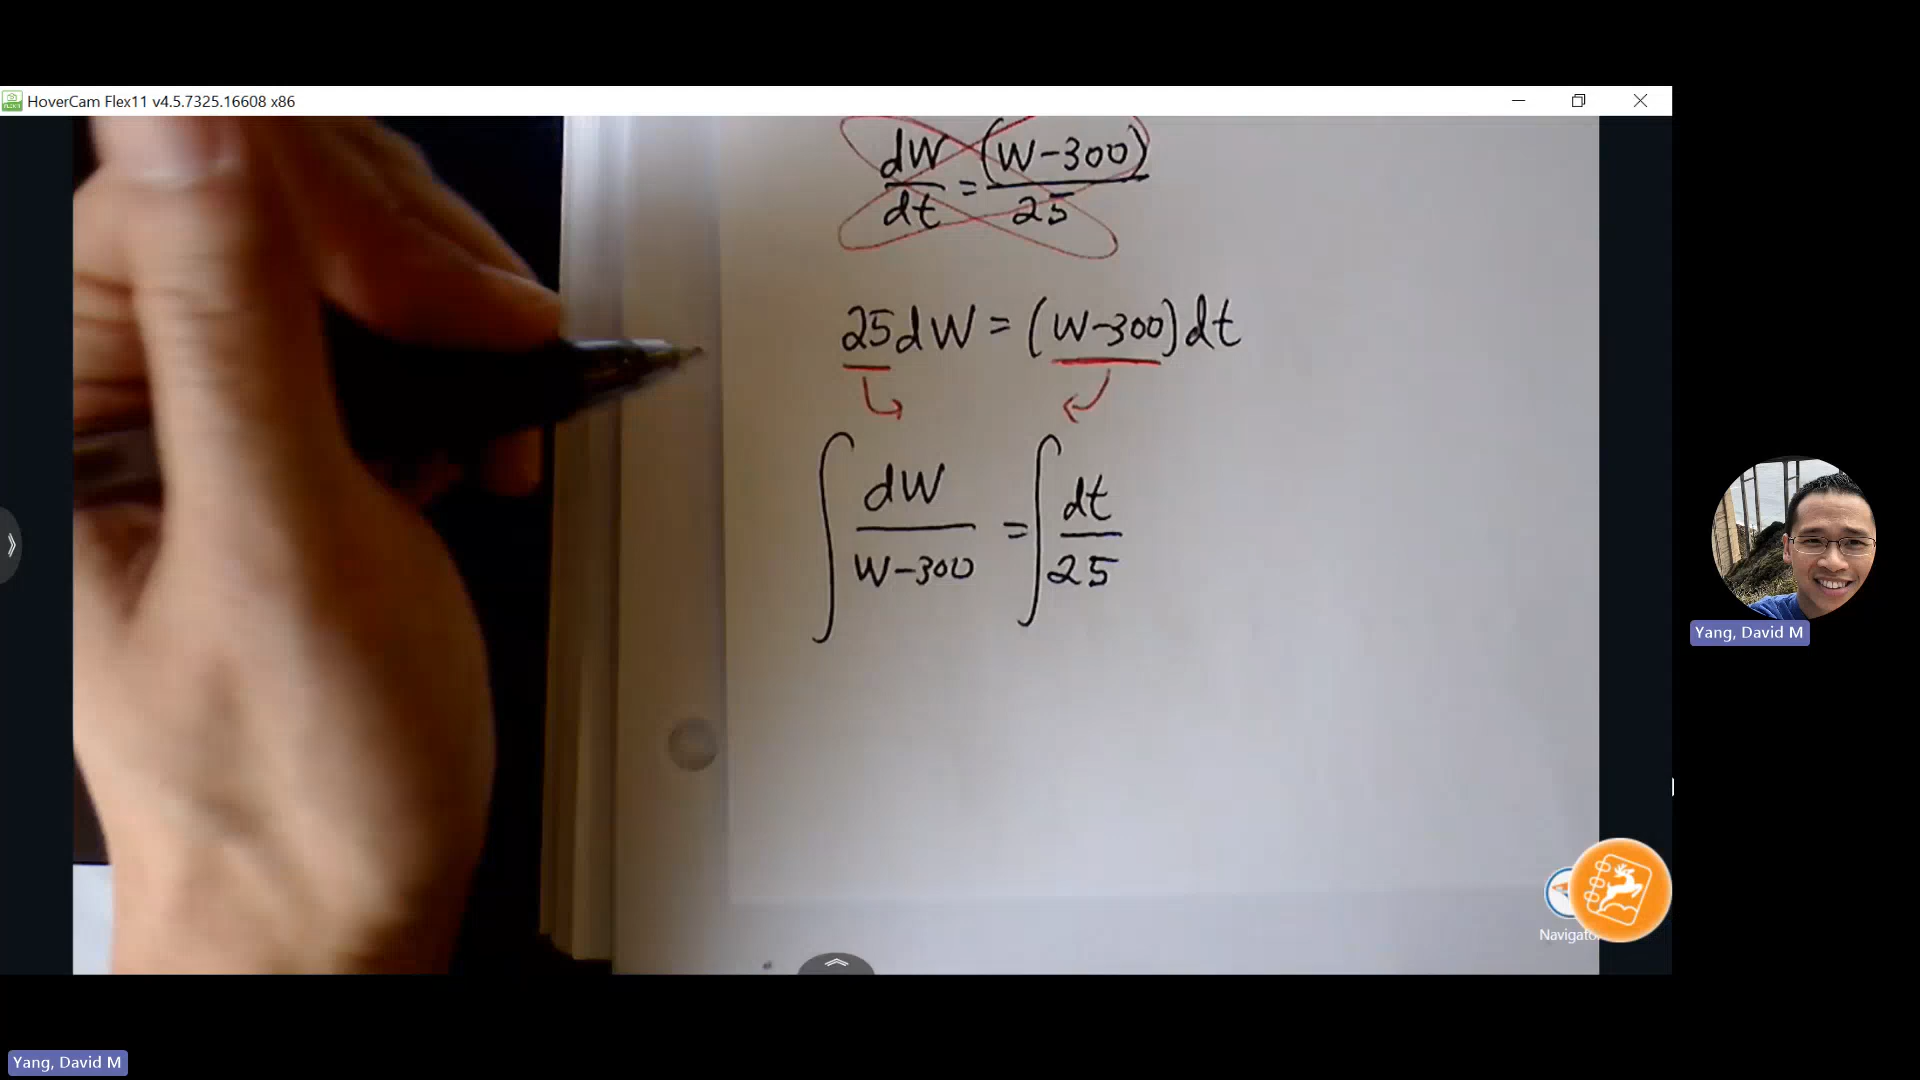 HoverCam Flex11 v4.5.7325.16608 x86
dW/dt = (W-300)/25
25dW = (W-300)dt
∫ dW/(W-300) = ∫ dt/25
Yang, David M
Yang, David M